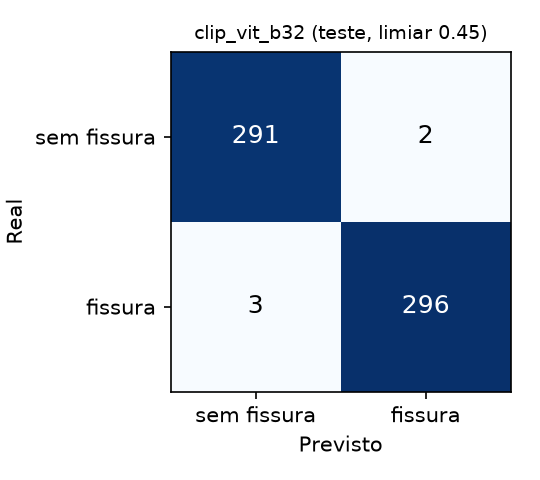 clip_vit_b32 (teste, limiar 0.45)
sem fissura
291
2
Real
fissura
3
296
sem fissura
fissura
Previsto